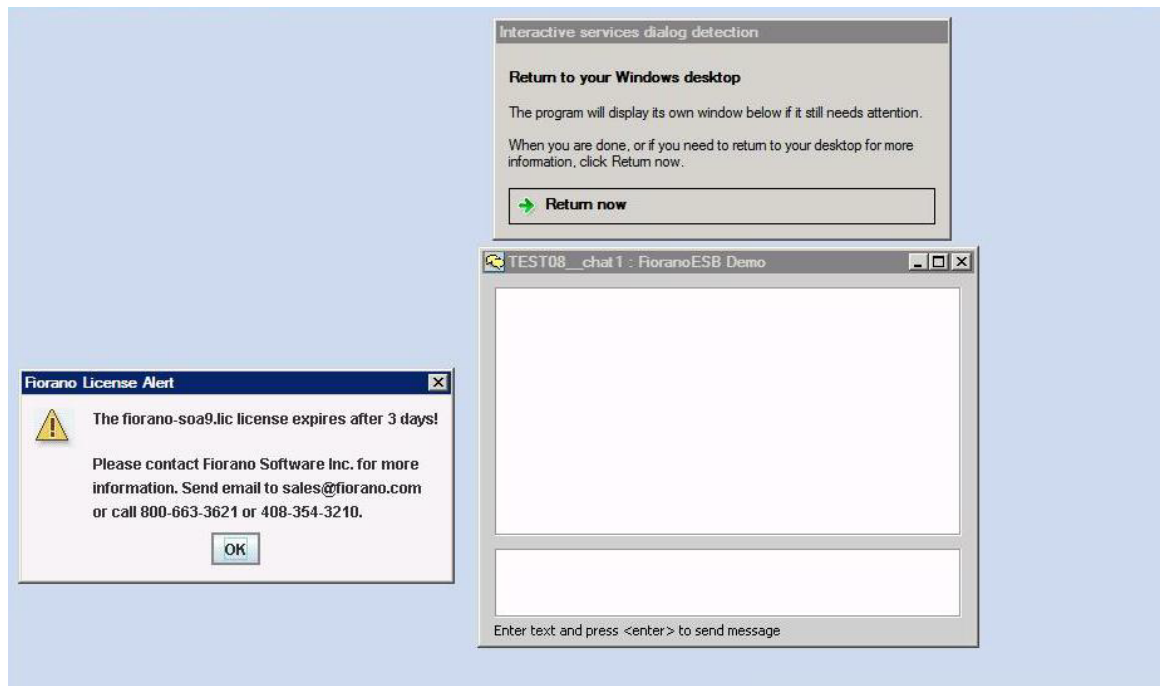 Interactive services dialog detection
Return to your Windows desktop
The program will display its own window below if it still needs attention.
When you are done, or if you need to return to your desktop for more
information, click Return now.
Return now
TEST08__chat1 : FioranoESB Demo
Fiorano License Alert
The fiorano-soa9.lic license expires after 3 days!
Please contact Fiorano Software Inc. for more
information. Send email to sales@fiorano.com
or call 800-663-3621 or 408-354-3210.
OK
Enter text and press <enter> to send message